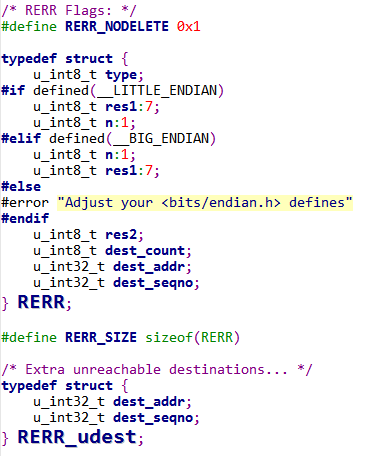 /* RERR Flags: */
#define RERR_NODELETE 0x1

typedef struct {
    u_int8_t type;
#if defined(__LITTLE_ENDIAN)
    u_int8_t res1:7;
    u_int8_t n:1;
#elif defined(__BIG_ENDIAN)
    u_int8_t n:1;
    u_int8_t res1:7;
#else
#error "Adjust your <bits/endian.h> defines"
#endif
    u_int8_t res2;
    u_int8_t dest_count;
    u_int32_t dest_addr;
    u_int32_t dest_seqno;
} RERR;

#define RERR_SIZE sizeof(RERR)

/* Extra unreachable destinations... */
typedef struct {
    u_int32_t dest_addr;
    u_int32_t dest_seqno;
} RERR_udest;